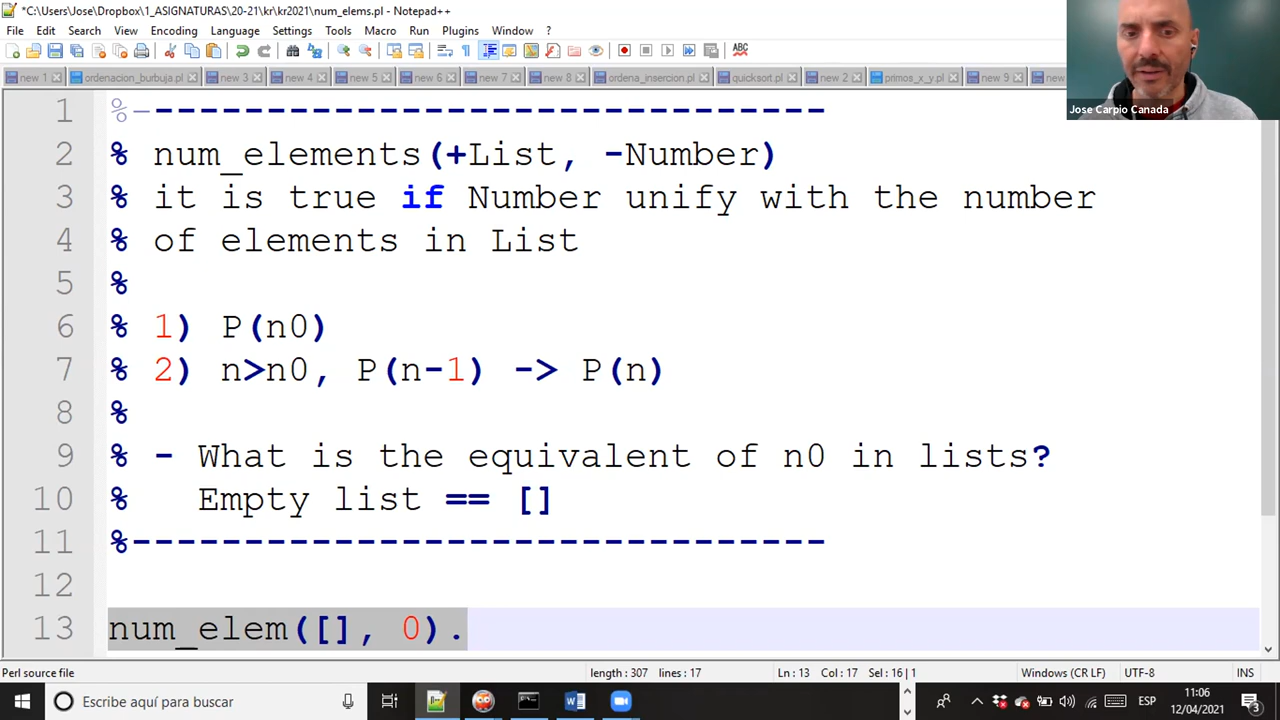 *C:\Users\Jose\Dropbox\1_ASIGNATURAS\20-21\kr\kr2021\num_elems.pl - Notepad++
File Edit Search View Encoding Language Settings Tools Macro Run Plugins Window ?
new 1 ordenacion_burbuja.pl new 3 new 4 new 5 new 6 new 7 new 8 ordena_insercion.pl quicksort.pl new 2 primos_x_y.pl new 9 new
Jose Carpio Canada
1 %-------------------------------
2 % num_elements(+List, -Number)
3 % it is true if Number unify with the number
4 % of elements in List
5 %
6 % 1) P(n0)
7 % 2) n>n0, P(n-1) -> P(n)
8 %
9 % - What is the equivalent of n0 in lists?
10 % Empty list == []
11 %-------------------------------
12
13 num_elem([], 0).
Perl source file length : 307 lines : 17 Ln : 13 Col : 17 Sel : 16 | 1 Windows (CR LF) UTF-8 INS
Escribe aquí para buscar
ESP
11:06
12/04/2021
3